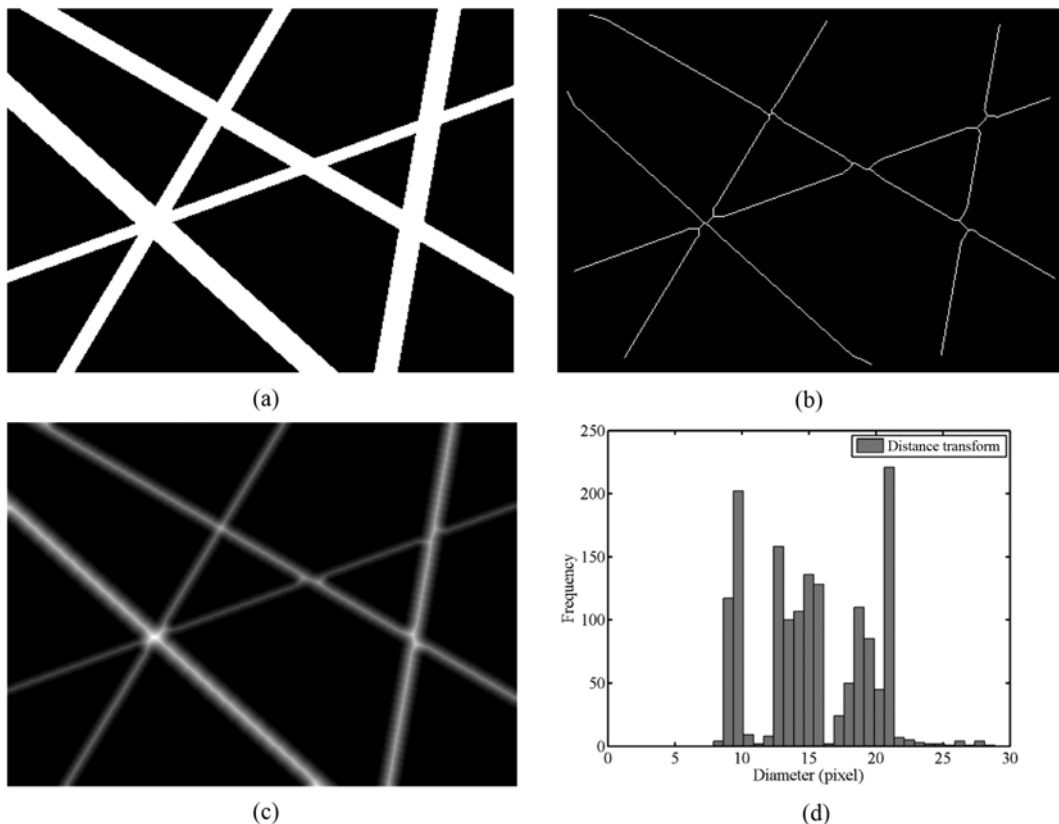 (a)
(b)
(c)
250
200
150
100
50
0
Frequency
Distance transform
0 5 10 15 20 25 30
Diameter (pixel)
(d)